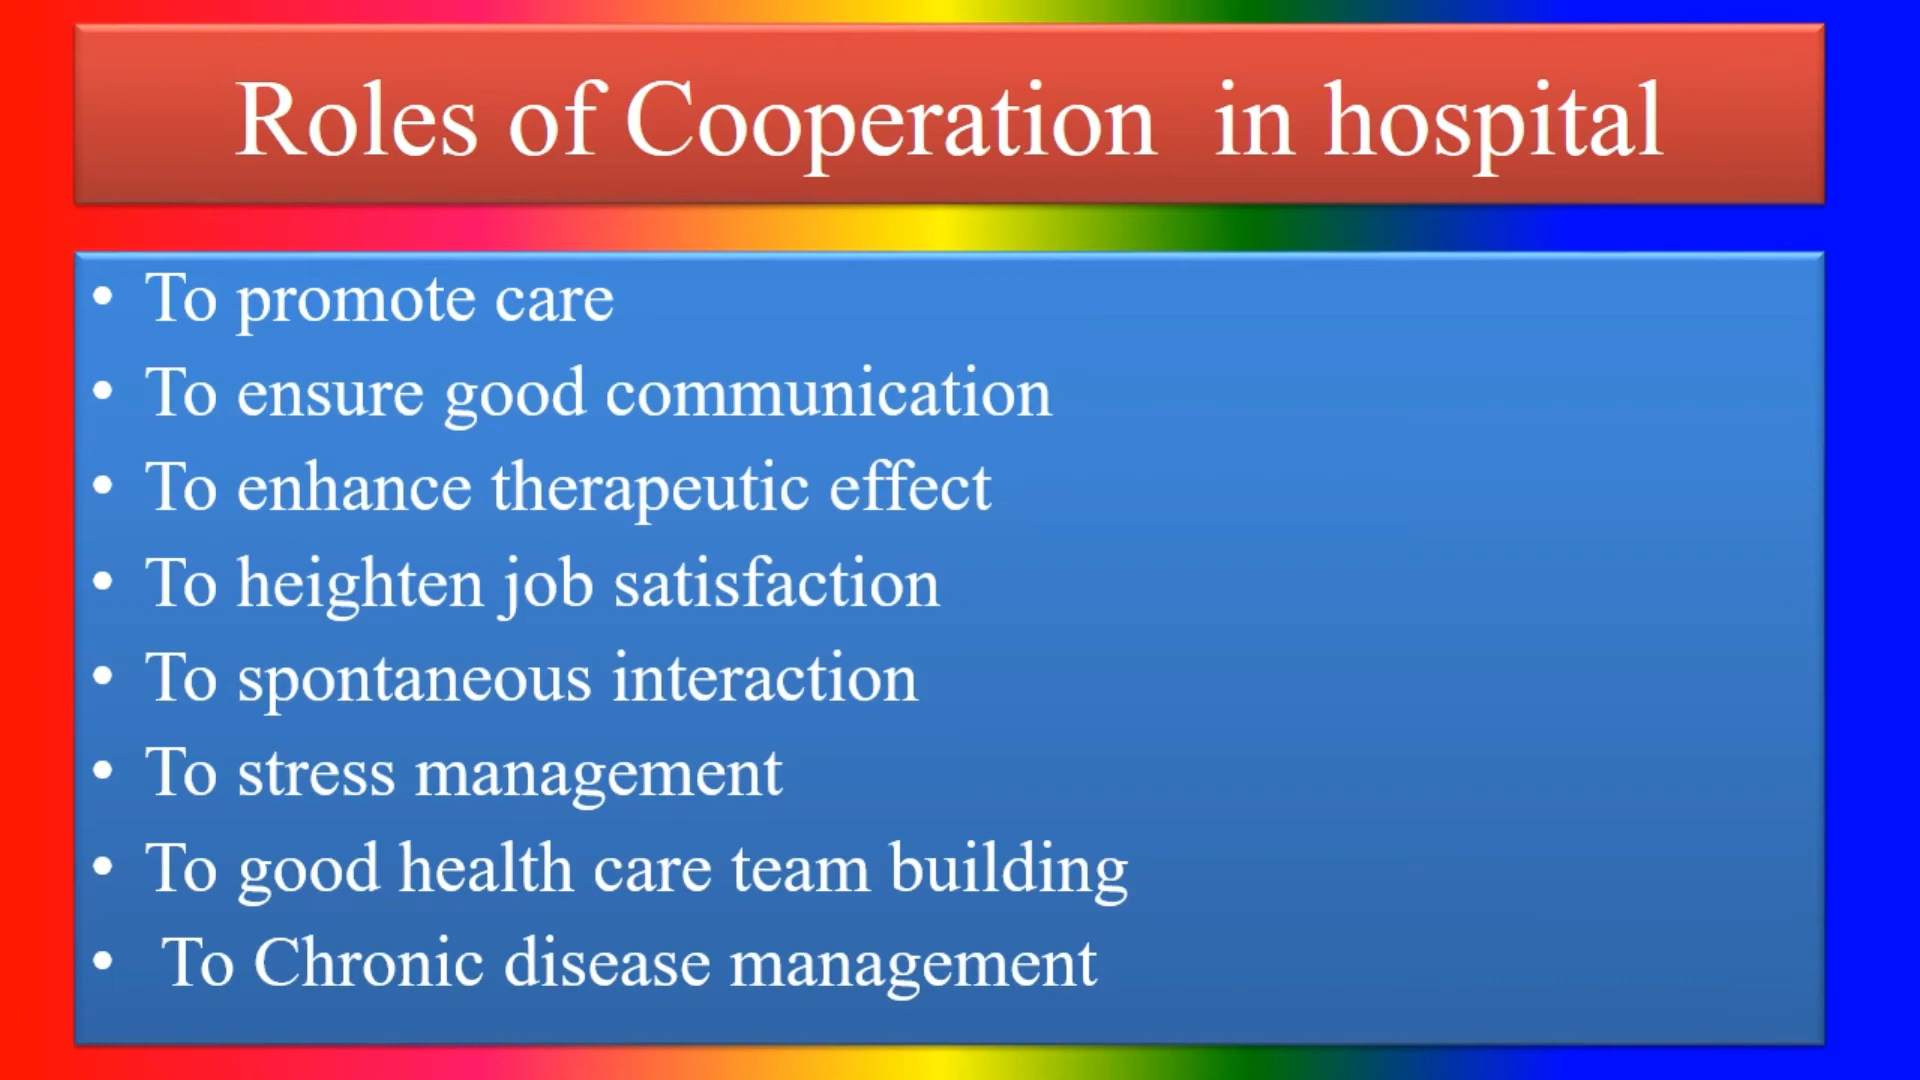 Roles of Cooperation  in hospital
• To promote care
• To ensure good communication
• To enhance therapeutic effect
• To heighten job satisfaction
• To spontaneous interaction
• To stress management
• To good health care team building
•  To Chronic disease management